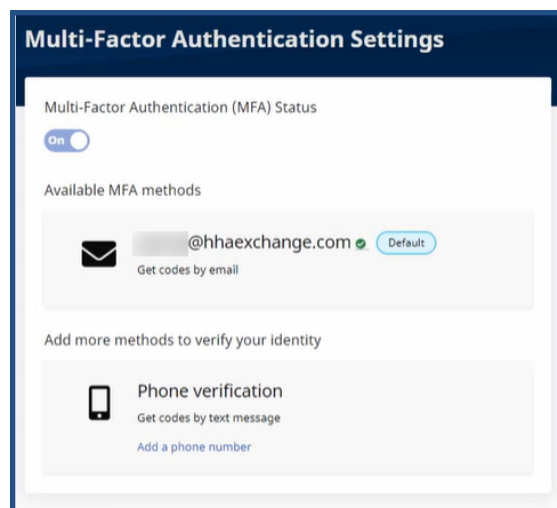 Multi-Factor Authentication Settings
Multi-Factor Authentication (MFA) Status
On
Available MFA methods
@hhaexchange.com Default
Get codes by email
Add more methods to verify your identity
Phone verification
Get codes by text message
Add a phone number